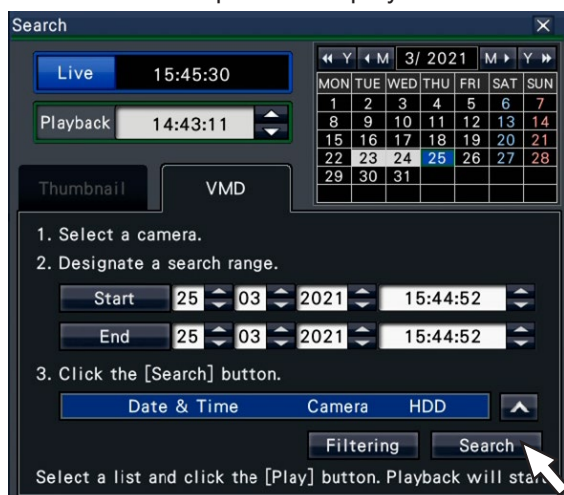 Search
Live 15:45:30
Playback 14:43:11
Y M 3/ 2021 M Y
MON TUE WED THU FRI SAT SUN
1 2 3 4 5 6 7
8 9 10 11 12 13 14
15 16 17 18 19 20 21
22 23 24 25 26 27 28
29 30 31
Thumbnail VMD
1. Select a camera.
2. Designate a search range.
Start 25 03 2021 15:44:52
End 25 03 2021 15:44:52
3. Click the [Search] button.
Date & Time Camera HDD
Filtering Search
Select a list and click the [Play] button. Playback will